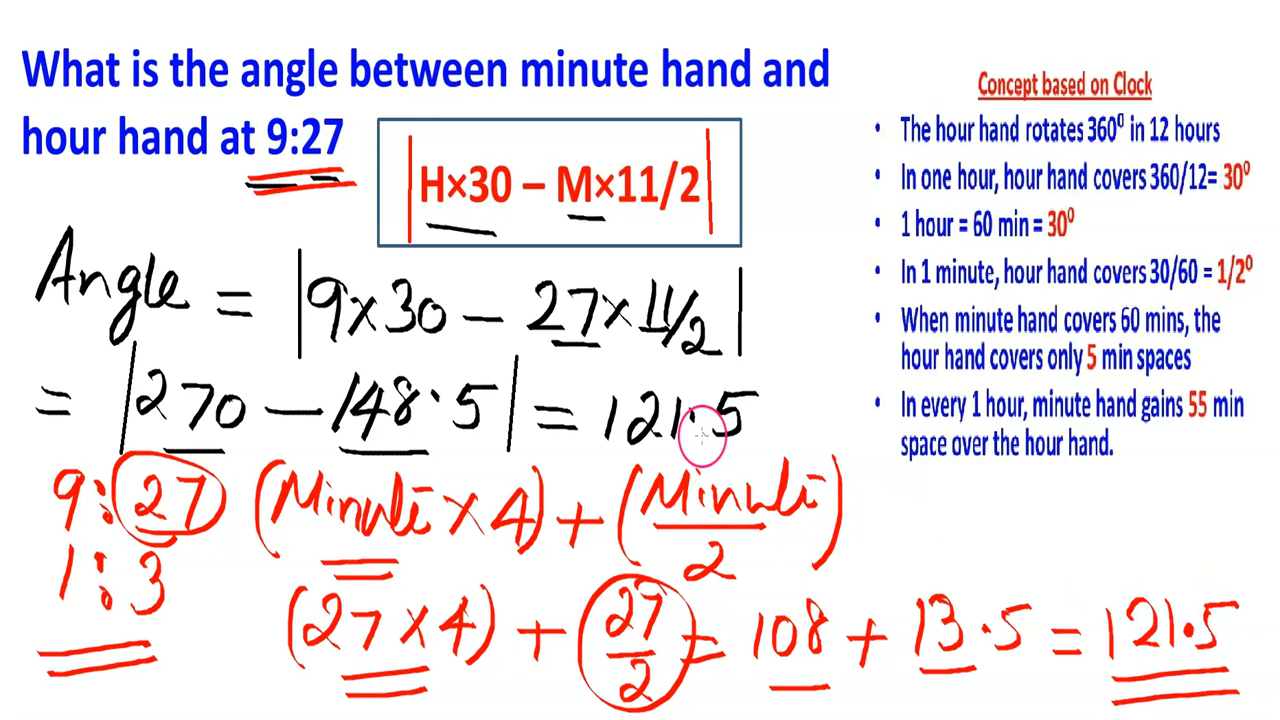 What is the angle between minute hand and
hour hand at 9:27
|H×30 – M×11/2|
Angle = |9×30 – 27×11/2|
= |270 – 148.5| = 121.5
9:27 (Minute × 4) + (Minute/2)
1:3
(27 × 4) + (27/2) = 108 + 13.5 = 121.5
Concept based on Clock
• The hour hand rotates 360⁰ in 12 hours
• In one hour, hour hand covers 360/12= 30⁰
• 1 hour = 60 min = 30⁰
• In 1 minute, hour hand covers 30/60 = 1/2⁰
• When minute hand covers 60 mins, the
hour hand covers only 5 min spaces
• In every 1 hour, minute hand gains 55 min
space over the hour hand.